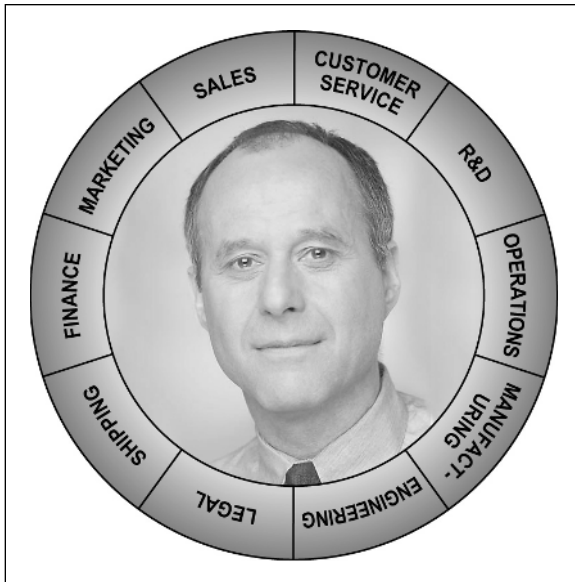 SALES
CUSTOMER
SERVICE
R&D
OPERATIONS
MANUFACT-
URING
ENGINEERING
LEGAL
SHIPPING
FINANCE
MARKETING